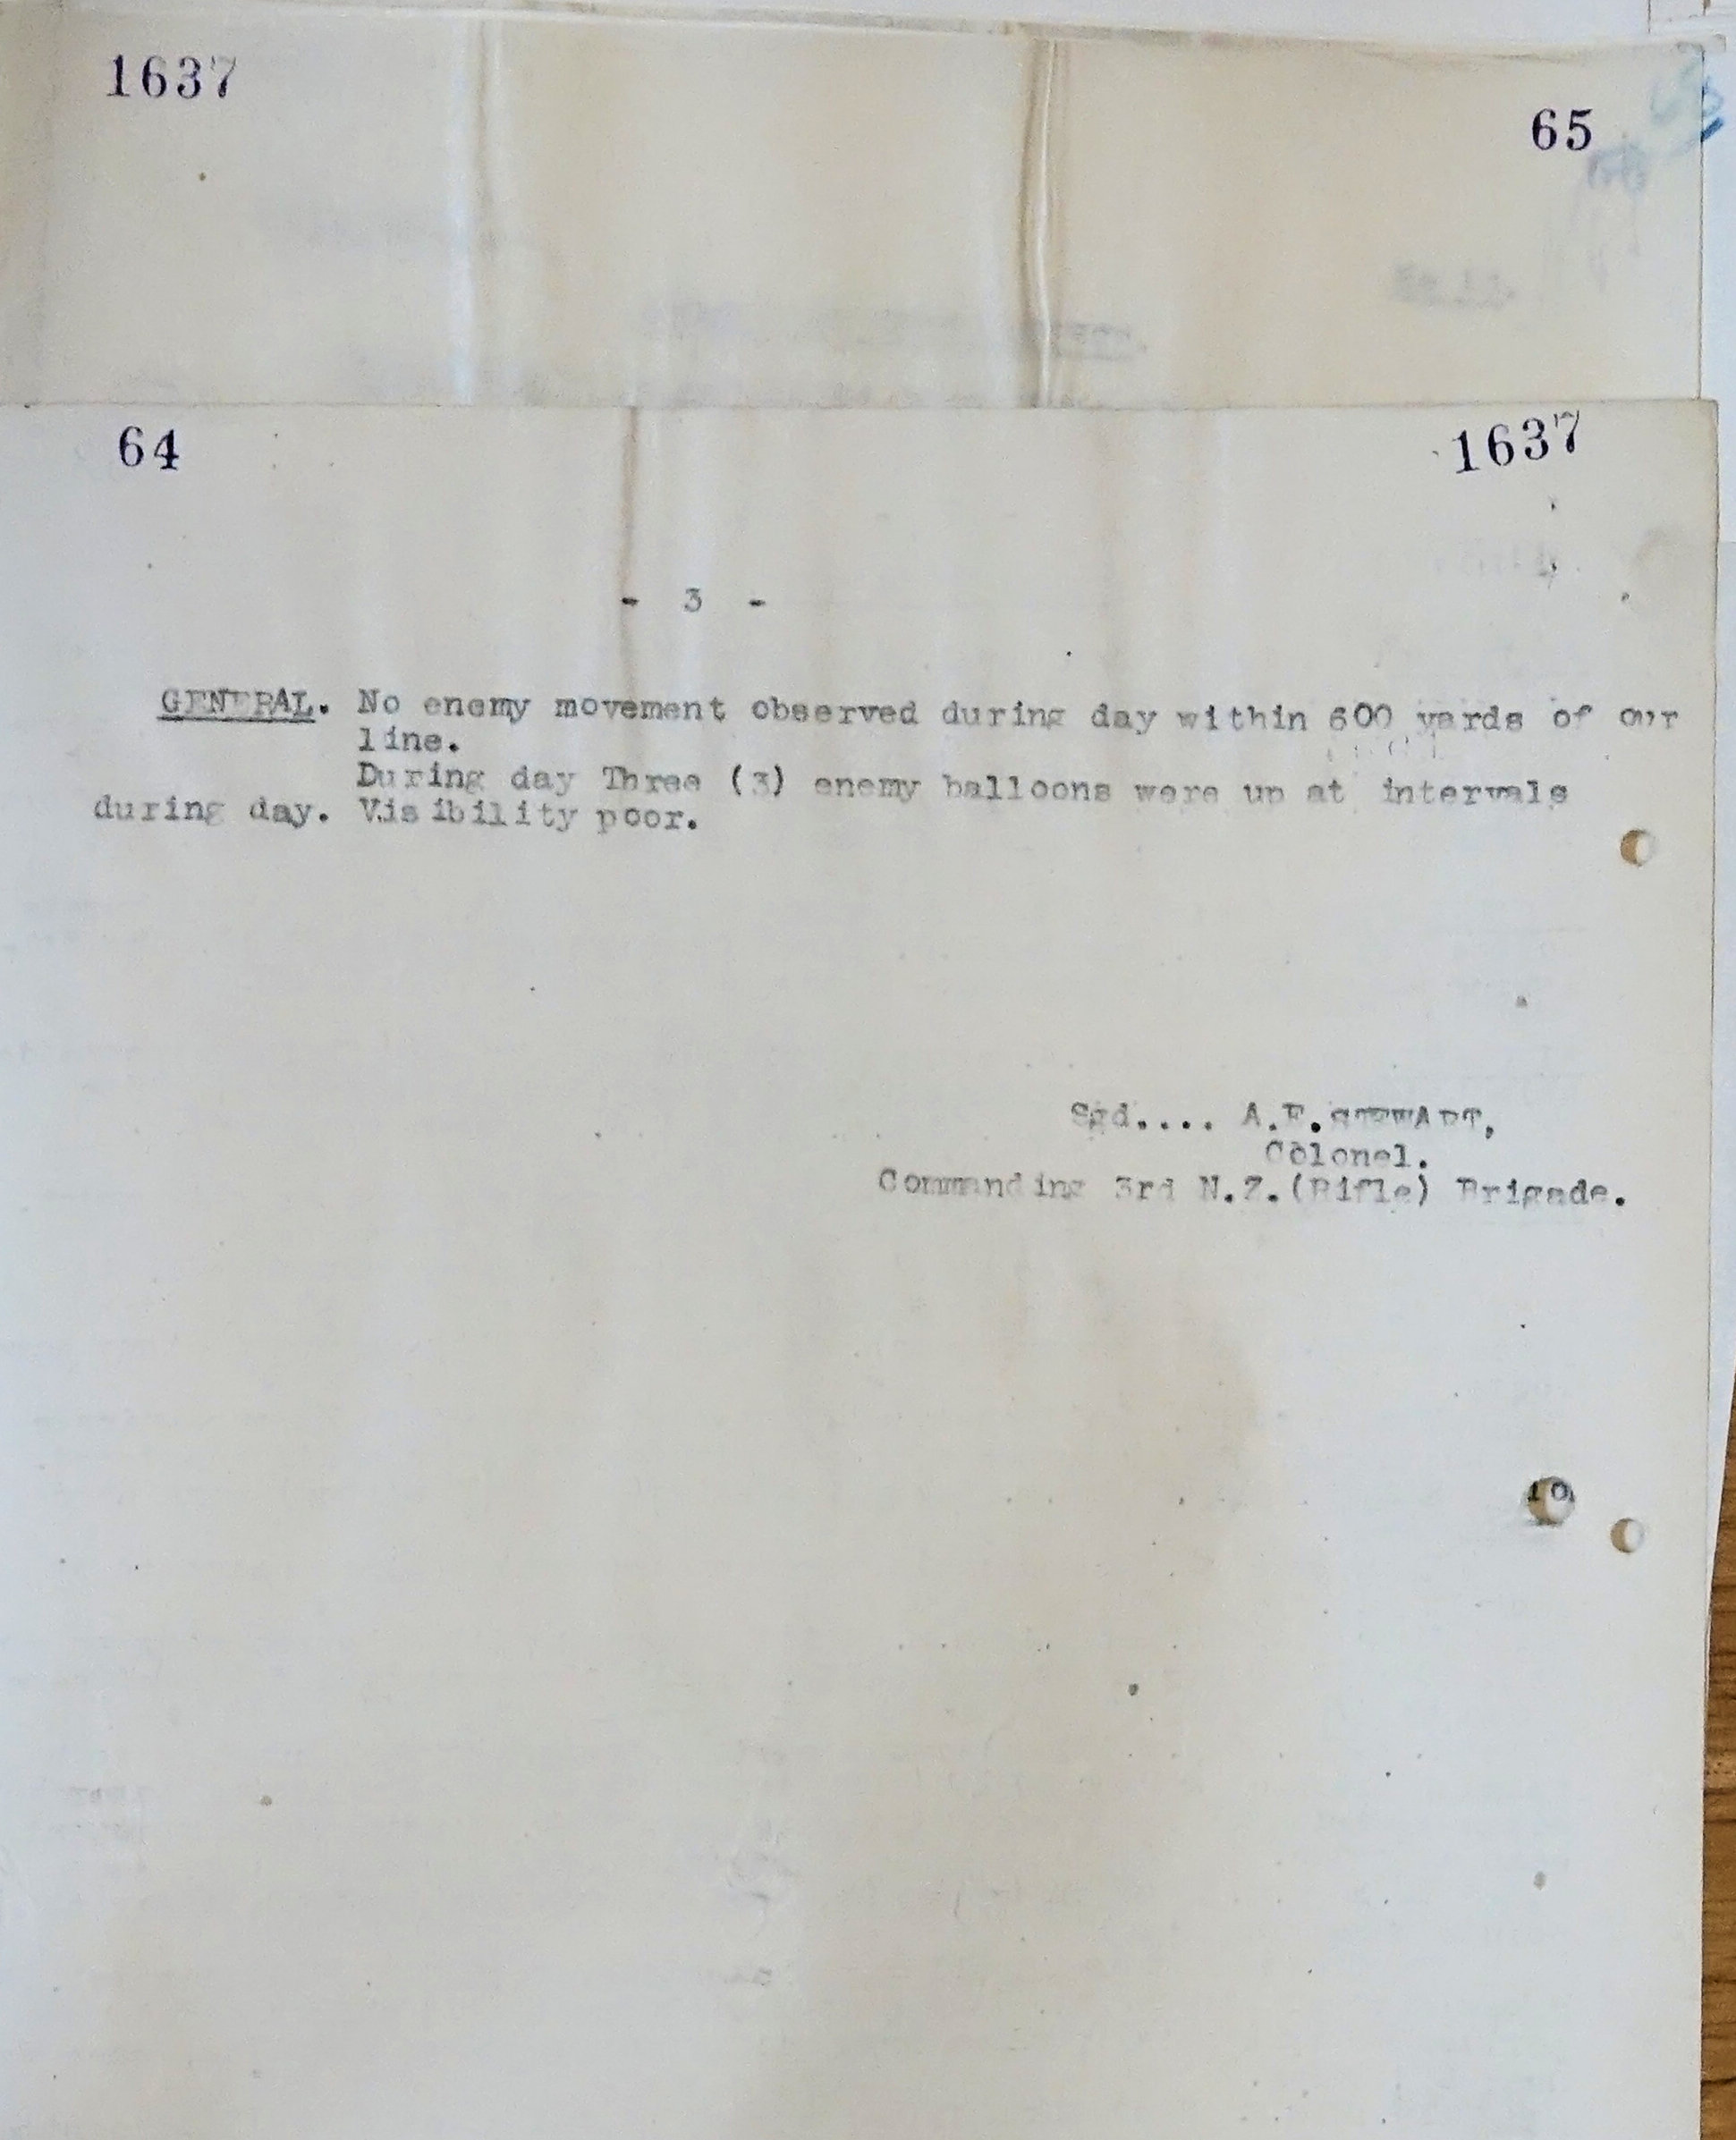 1637
65
64
1637
- 3 -
GENERAL. No enemy movement observed during day within 600 yards of our
line.
During day Three (3) enemy balloons were up at intervals
during day. Visibility poor.
Sgd.... A.E.STEWART,
Colonel.
Commanding 3rd N.Z.(Rifle) Brigade.
10